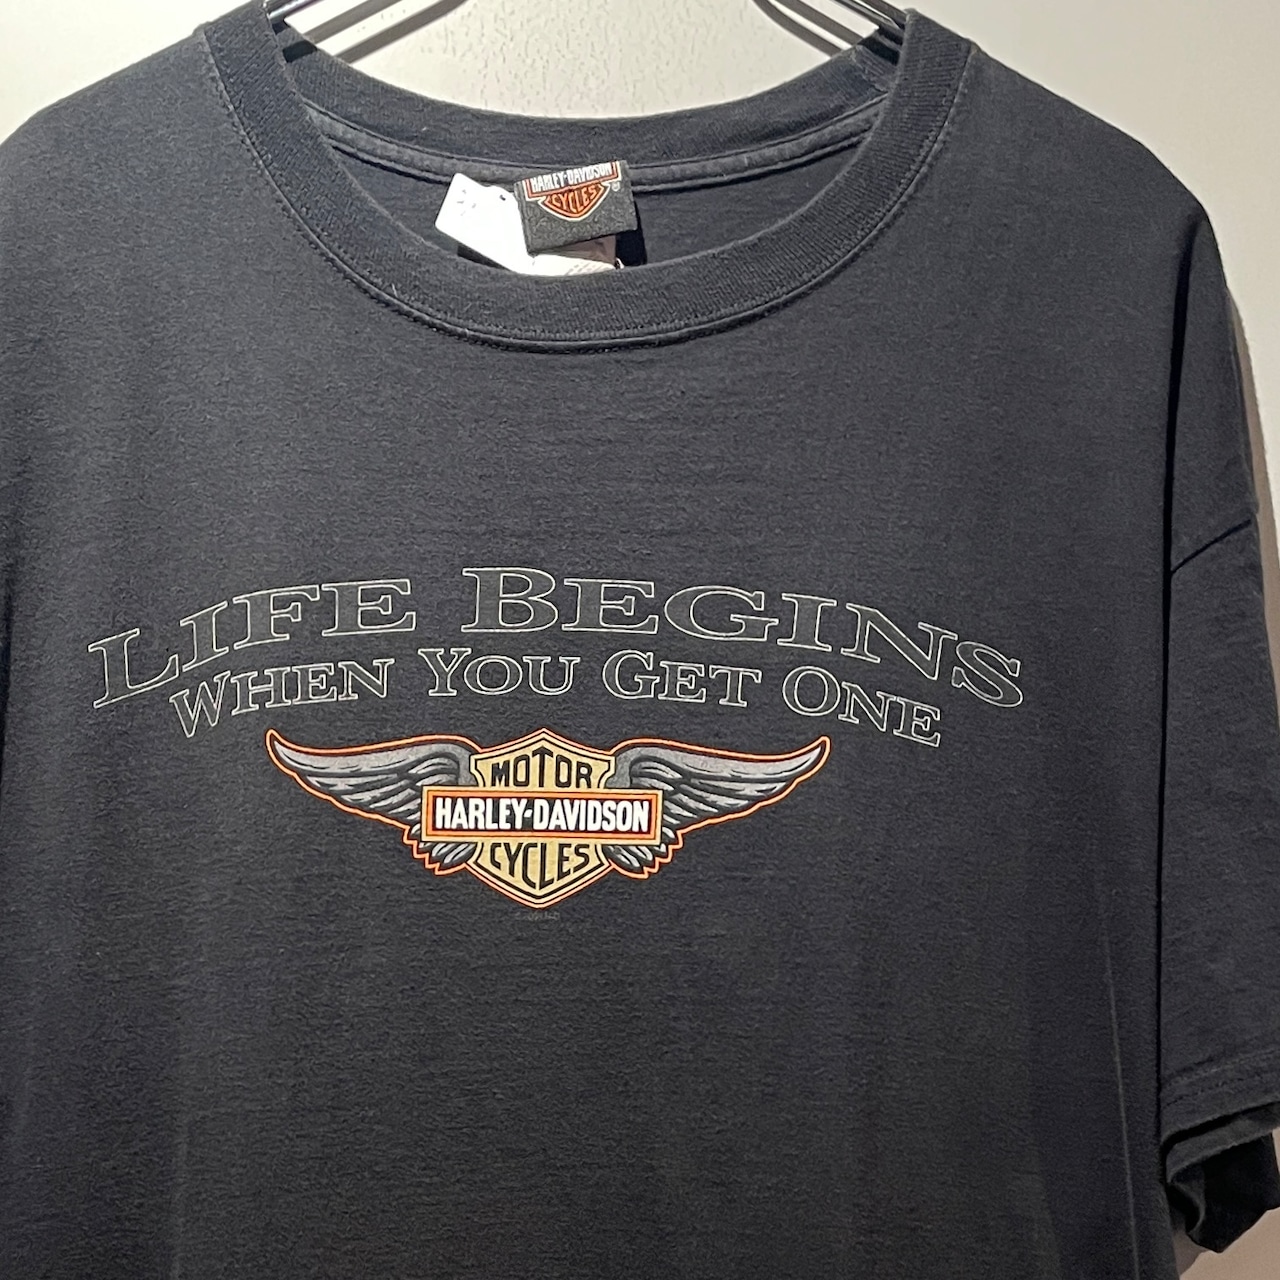 HARLEY-DAVIDSON
CYCLES
®
LIFE BEGINS
WHEN YOU GET ONE
MOTOR
HARLEY-DAVIDSON
CYCLES